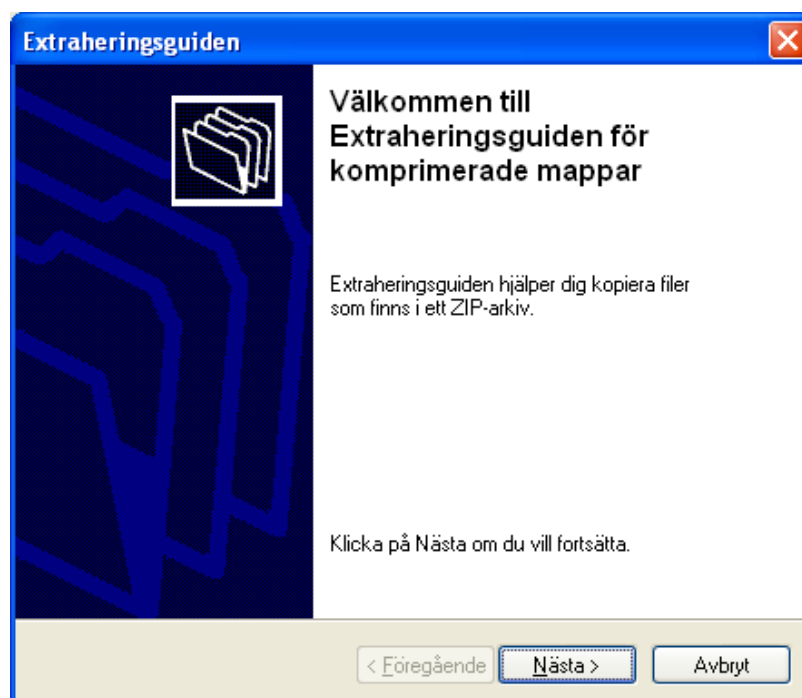 Extraheringsguiden
Välkommen till
Extraheringsguiden för
komprimerade mappar
Extraheringsguiden hjälper dig kopiera filer
som finns i ett ZIP-arkiv.
Klicka på Nästa om du vill fortsätta.
< Föregående
Nästa >
Avbryt